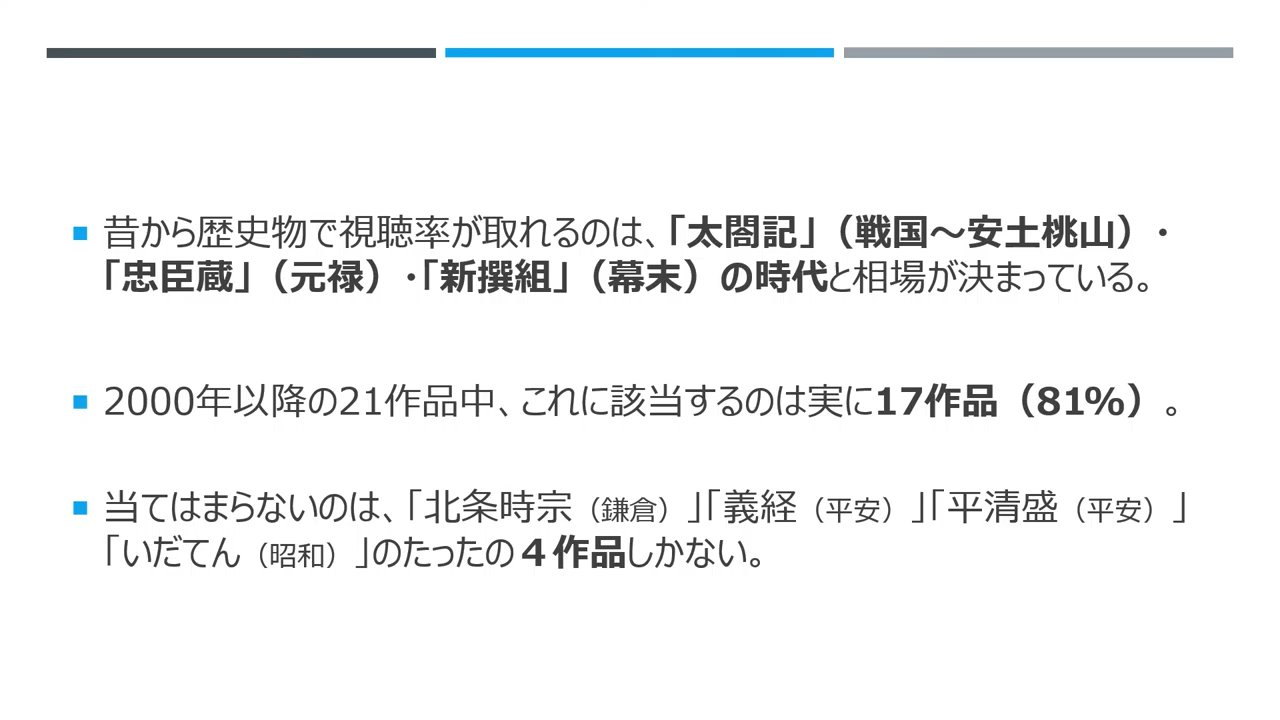 昔から歴史物で視聴率が取れるのは、「太閤記」（戦国～安土桃山）・
「忠臣蔵」（元禄）・「新撰組」（幕末）の時代と相場が決まっている。
2000年以降の21作品中、これに該当するのは実に17作品（81%）。
当てはまらないのは、「北条時宗（鎌倉）」「義経（平安）」「平清盛（平安）」
「いだてん（昭和）」のたったの４作品しかない。